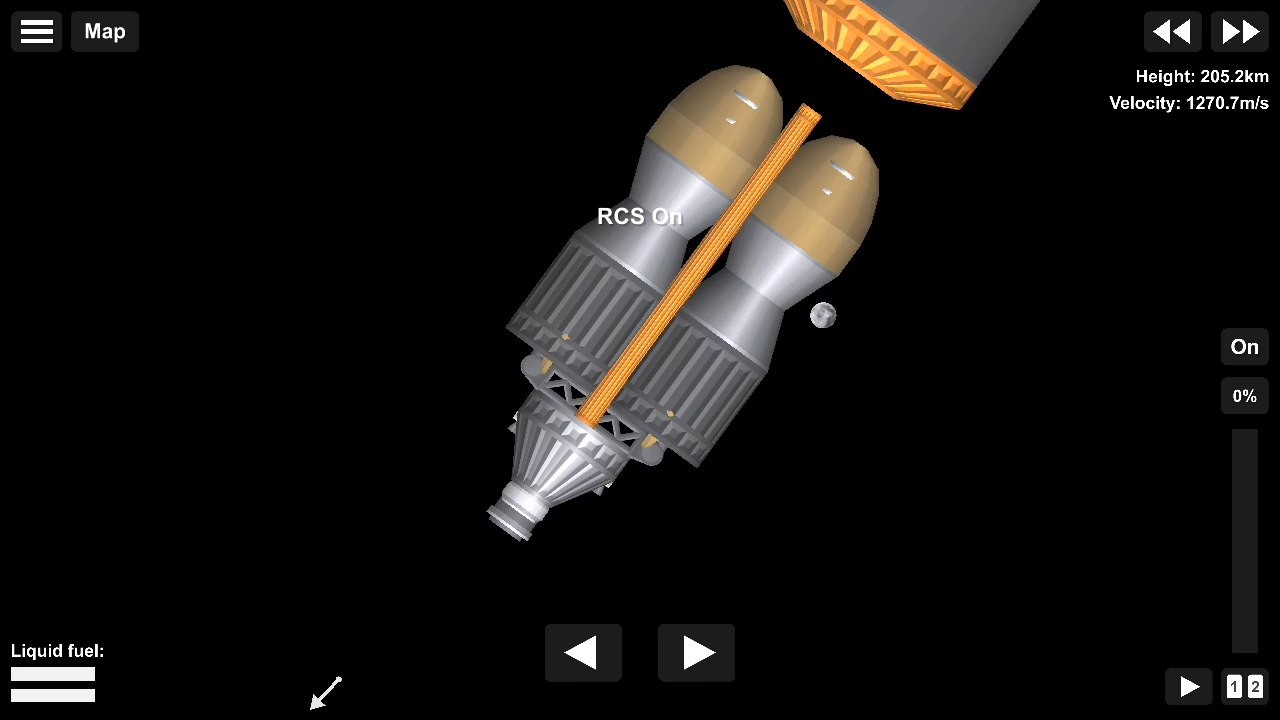 Map
Height: 205.2km
Velocity: 1270.7m/s
RCS On
On
0%
Liquid fuel:
1 2